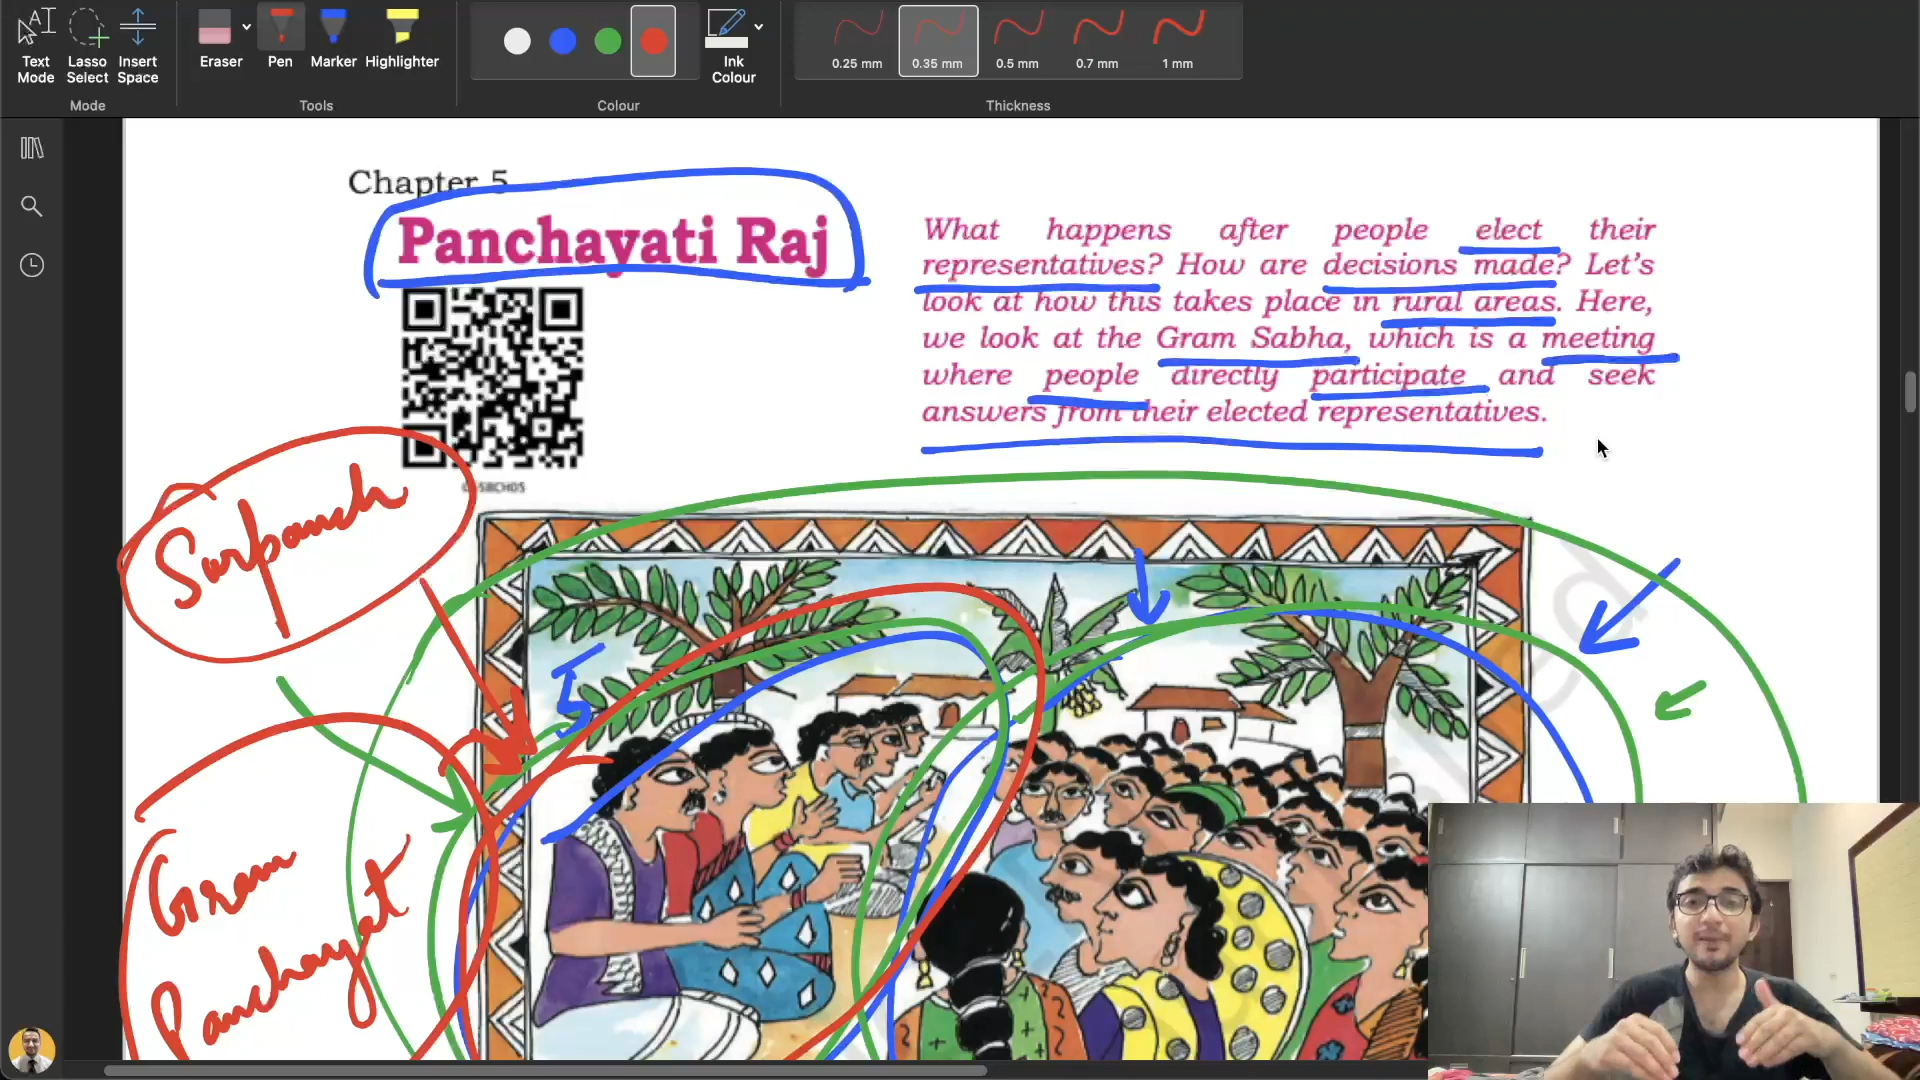 Text
Mode
Lasso
Select
Insert
Space
Mode
Eraser
Pen
Marker
Highlighter
Tools
Colour
Ink
Colour
0.25 mm
0.35 mm
0.5 mm
0.7 mm
1 mm
Thickness
Chapter 5
Panchayati Raj
What happens after people elect their
representatives? How are decisions made? Let's
look at how this takes place in rural areas. Here,
we look at the Gram Sabha, which is a meeting
where people directly participate and seek
answers from their elected representatives.
Surpanch
5
Gram
Panchayat